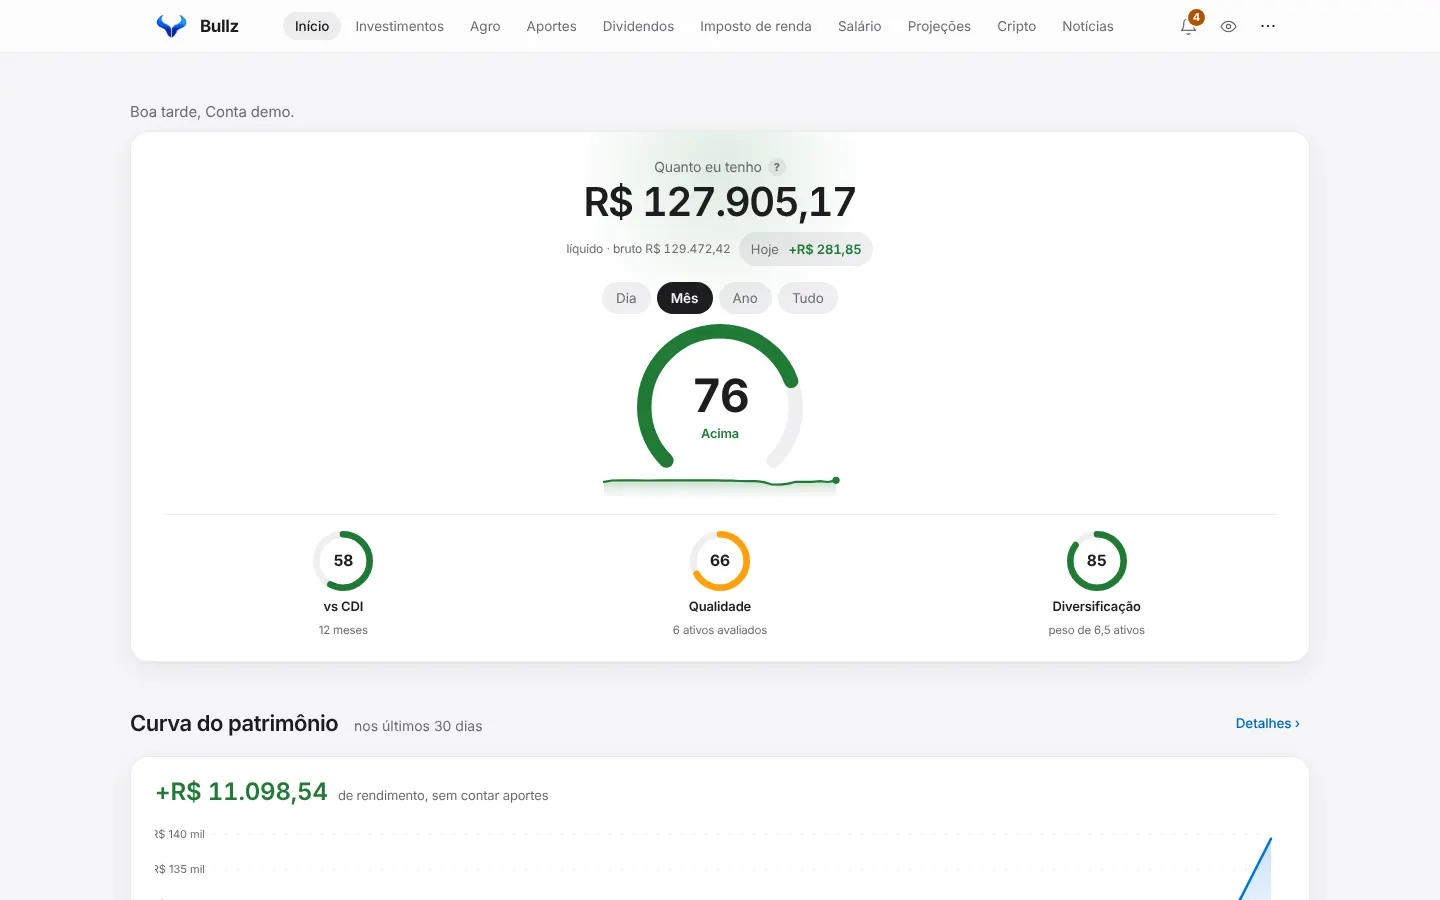 Bullz
Início Investimentos Agro Aportes Dividendos Imposto de renda Salário Projeções Cripto Notícias
4
Boa tarde, Conta demo.
Quanto eu tenho ?
R$ 127.905,17
líquido · bruto R$ 129.472,42 Hoje +R$ 281,85
Dia Mês Ano Tudo
76
Acima
58
vs CDI
12 meses
66
Qualidade
6 ativos avaliados
85
Diversificação
peso de 6,5 ativos
Curva do patrimônio nos últimos 30 dias
Detalhes ›
+R$ 11.098,54 de rendimento, sem contar aportes
R$ 140 mil
R$ 135 mil